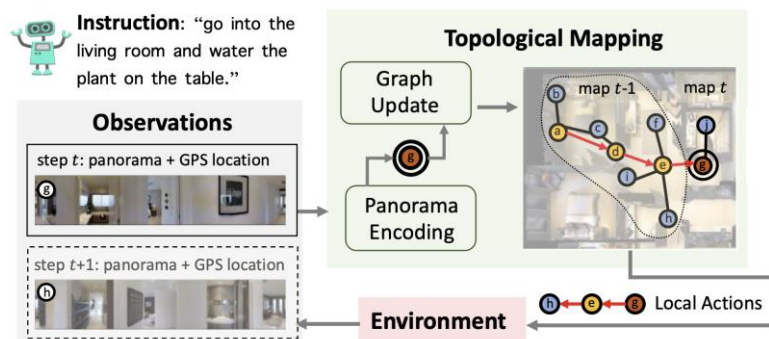 Instruction: “go into the
living room and water the
plant on the table.”
Observations
step t: panorama + GPS location
g
step t+1: panorama + GPS location
h
Topological Mapping
Graph
Update
g
Panorama
Encoding
map t-1
map t
b
a
c
d
f
e
i
h
j
g
h
e
g
Local Actions
Environment